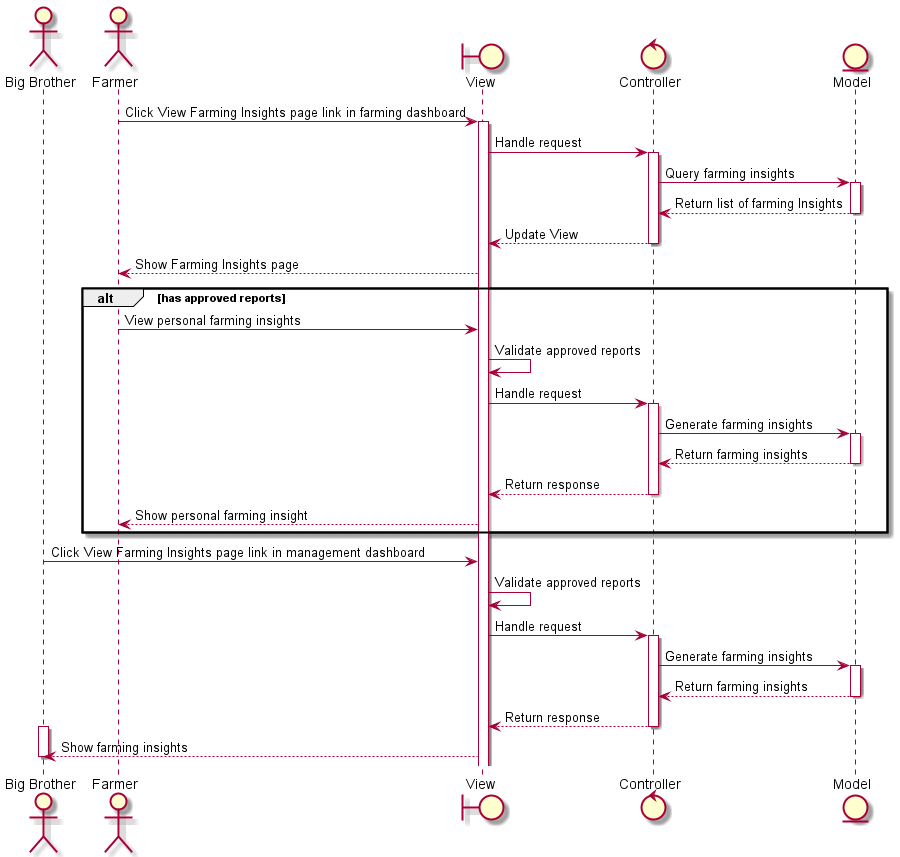 Big Brother
Farmer
View
Controller
Model
Click View Farming Insights page link in farming dashboard
Handle request
Query farming insights
Return list of farming Insights
Update View
Show Farming Insights page
alt [has approved reports]
View personal farming insights
Validate approved reports
Handle request
Generate farming insights
Return farming insights
Return response
Show personal farming insight
Click View Farming Insights page link in management dashboard
Validate approved reports
Handle request
Generate farming insights
Return farming insights
Return response
Show farming insights
Big Brother
Farmer
View
Controller
Model